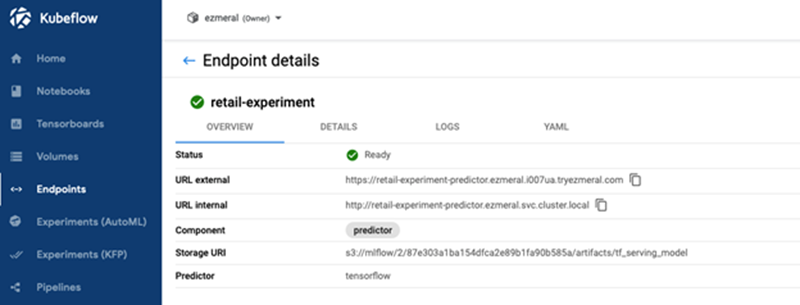 Kubeflow
ezmeral (Owner)
Home
Notebooks
Tensorboards
Volumes
Endpoints
Experiments (AutoML)
Experiments (KFP)
Pipelines
Endpoint details
retail-experiment
OVERVIEW DETAILS LOGS YAML
Status Ready
URL external https://retail-experiment-predictor.ezmeral.i007ua.tryezmeral.com
URL internal http://retail-experiment-predictor.ezmeral.svc.cluster.local
Component predictor
Storage URI s3://mlflow/2/87e303a1ba154dfca2e89b1fa90b585a/artifacts/tf_serving_model
Predictor tensorflow